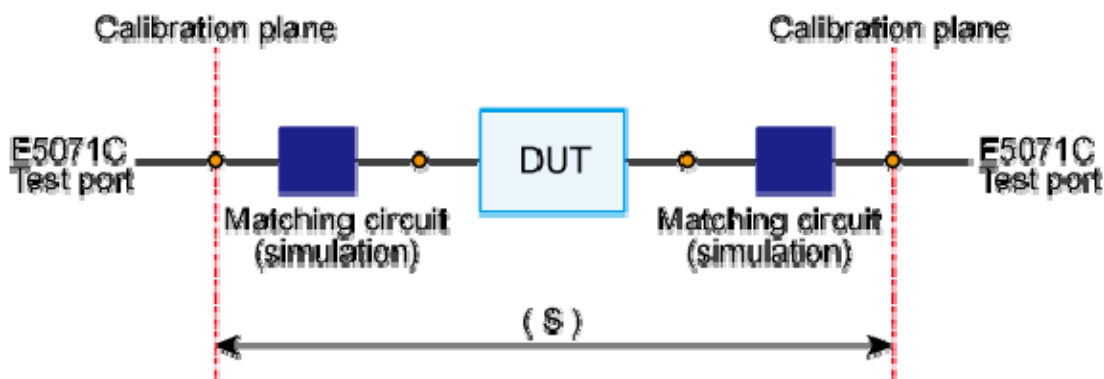 Calibration plane
Calibration plane
E5071C
Test port
DUT
E5071C
Test port
Matching circuit
(simulation)
Matching circuit
(simulation)
( S )